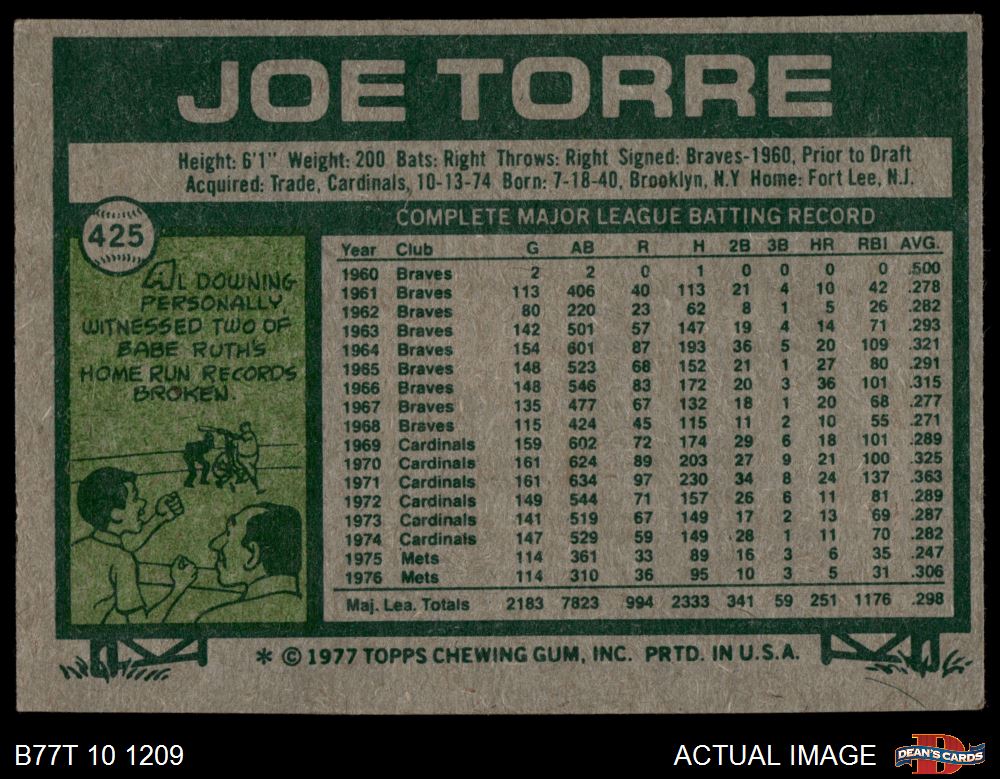 JOE TORRE
Height: 6'1" Weight: 200 Bats: Right Throws: Right Signed: Braves-1960, Prior to Draft
Acquired: Trade, Cardinals, 10-13-74 Born: 7-18-40, Brooklyn, N.Y Home: Fort Lee, N.J.
425
AL DOWNING
PERSONALLY
WITNESSED TWO OF
BABE RUTH'S
HOME RUN RECORDS
BROKEN.
COMPLETE MAJOR LEAGUE BATTING RECORD
Year Club G AB R H 2B 3B HR RBI AVG.
1960 Braves 2 2 0 1 0 0 0 0 .500
1961 Braves 113 406 40 113 21 4 10 42 .278
1962 Braves 80 220 23 62 8 1 5 26 .282
1963 Braves 142 501 57 147 19 4 14 71 .293
1964 Braves 154 601 87 193 36 5 20 109 .321
1965 Braves 148 523 68 152 21 1 27 80 .291
1966 Braves 148 546 83 172 20 3 36 101 .315
1967 Braves 135 477 67 132 18 1 20 68 .277
1968 Braves 115 424 45 115 11 2 10 55 .271
1969 Cardinals 159 602 72 174 29 6 18 101 .289
1970 Cardinals 161 624 89 203 27 9 21 100 .325
1971 Cardinals 161 634 97 230 34 8 24 137 .363
1972 Cardinals 149 544 71 157 26 6 11 81 .289
1973 Cardinals 141 519 67 149 17 2 13 69 .287
1974 Cardinals 147 529 59 149 28 1 11 70 .282
1975 Mets 114 361 33 89 16 3 6 35 .247
1976 Mets 114 310 36 95 10 3 5 31 .306
Maj. Lea. Totals 2183 7823 994 2333 341 59 251 1176 .298
* © 1977 TOPPS CHEWING GUM, INC. PRTD. IN U.S.A.
B77T 10 1209
ACTUAL IMAGE
D
DEAN'S CARDS